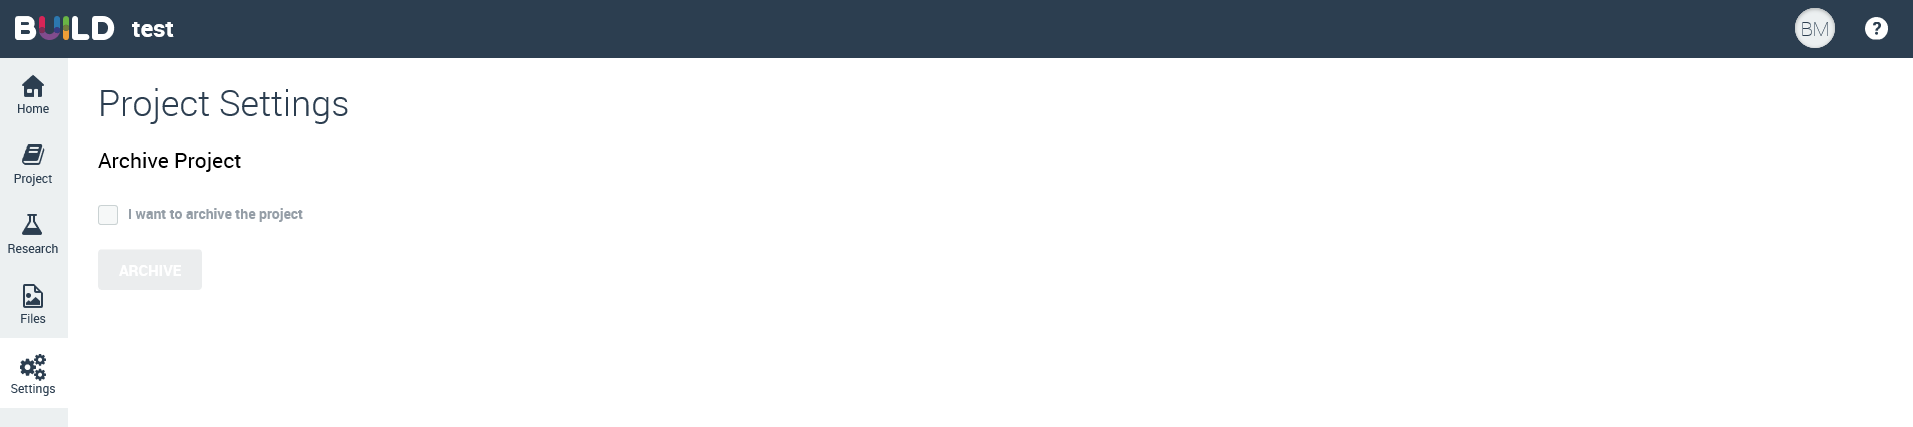 BUILD test
BM ?
Home
Project
Research
Files
Settings
Project Settings
Archive Project
I want to archive the project
ARCHIVE